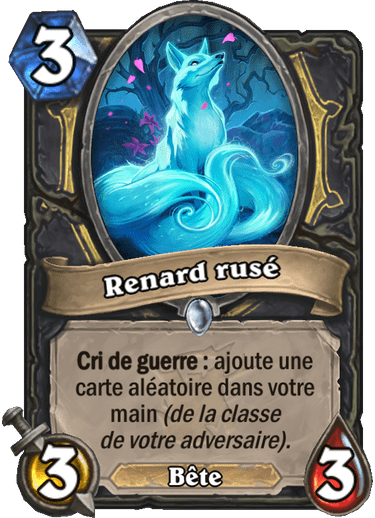 3
Renard rusé
Cri de guerre : ajoute une
carte aléatoire dans votre
main (de la classe
de votre adversaire).
3
Bête
3